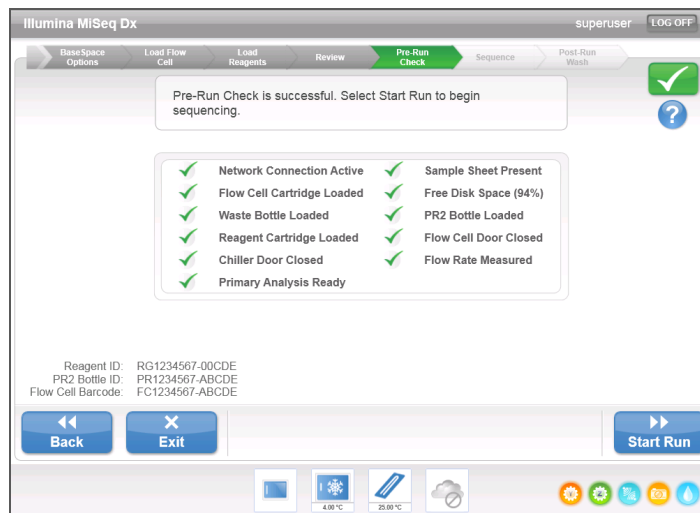 Illumina MiSeq Dx
superuser
LOG OFF
BaseSpace
Options
Load Flow
Cell
Load
Reagents
Review
Pre-Run
Check
Sequence
Post-Run
Wash
Pre-Run Check is successful. Select Start Run to begin
sequencing.
?
Network Connection Active
Sample Sheet Present
Flow Cell Cartridge Loaded
Free Disk Space (94%)
Waste Bottle Loaded
PR2 Bottle Loaded
Reagent Cartridge Loaded
Flow Cell Door Closed
Chiller Door Closed
Flow Rate Measured
Primary Analysis Ready
Reagent ID: RG1234567-00CDE
PR2 Bottle ID: PR1234567-ABCDE
Flow Cell Barcode: FC1234567-ABCDE
Back
Exit
Start Run
4.00 °C
25.00 °C